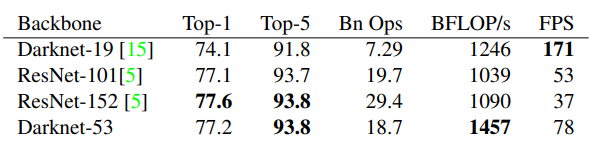 Backbone Top-1 Top-5 Bn Ops BFLOP/s FPS
Darknet-19 [15] 74.1 91.8 7.29 1246 171
ResNet-101[5] 77.1 93.7 19.7 1039 53
ResNet-152 [5] 77.6 93.8 29.4 1090 37
Darknet-53 77.2 93.8 18.7 1457 78